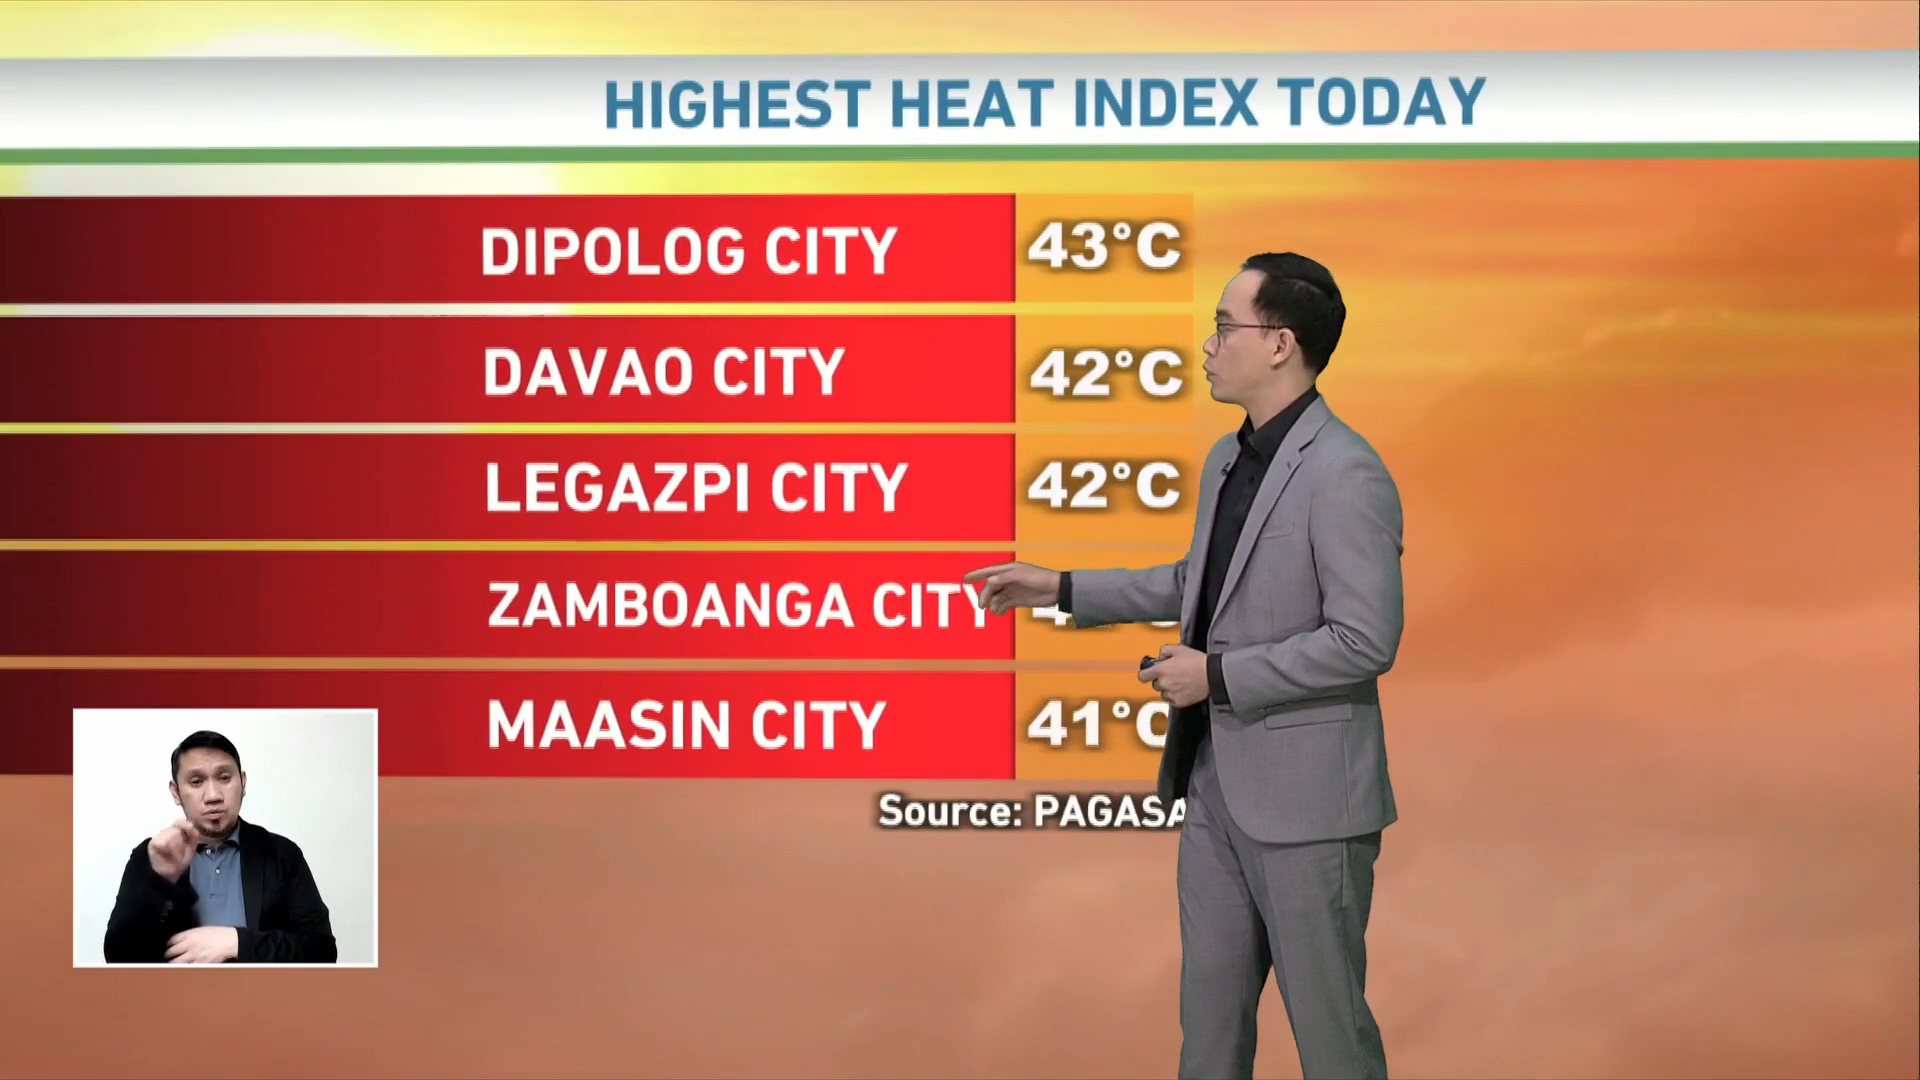 HIGHEST HEAT INDEX TODAY
DIPOLOG CITY 43°C
DAVAO CITY 42°C
LEGAZPI CITY 42°C
ZAMBOANGA CITY
MAASIN CITY 41°C
Source: PAGASA